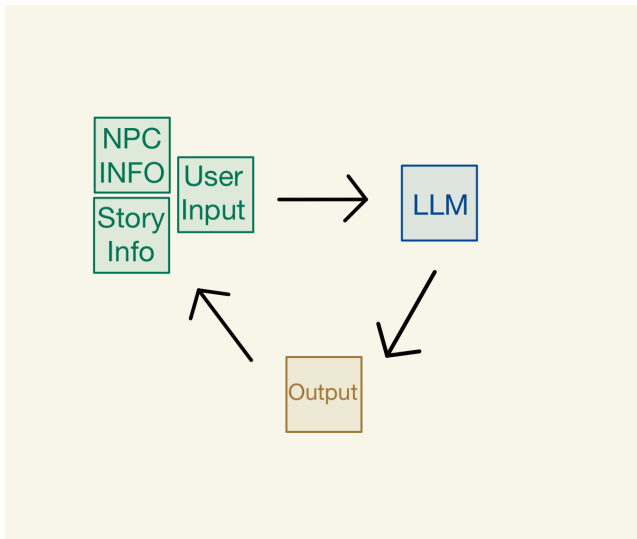 NPC
INFO
User
Input
Story
Info
LLM
Output